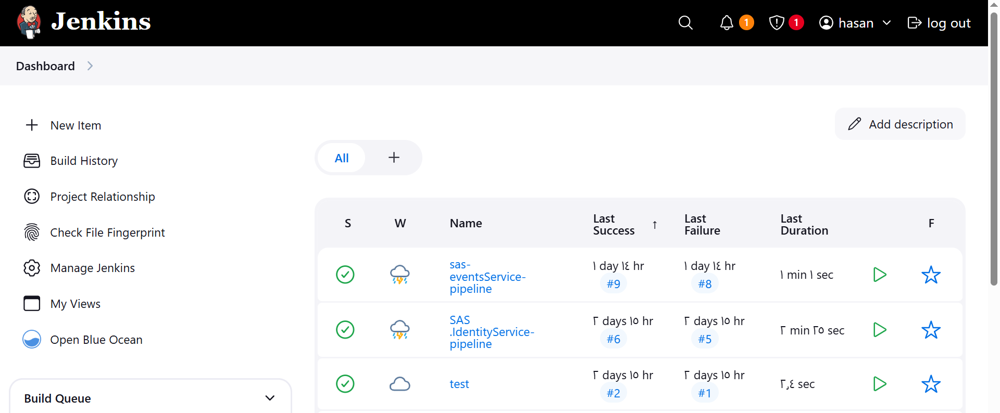 Jenkins
1
1
hasan
log out
Dashboard
New Item
Build History
Project Relationship
Check File Fingerprint
Manage Jenkins
My Views
Open Blue Ocean
Build Queue
Add description
All
S W Name Last Success ↑ Last Failure Last Duration F
sas-
eventsService-
pipeline
١ day ١٤ hr
#9
١ day ١٤ hr
#8
١ min ١ sec
SAS
.IdentityService-
pipeline
٢ days ١٥ hr
#6
٢ days ١٥ hr
#5
٢ min ٢٥ sec
test
٢ days ١٥ hr
#2
٢ days ١٥ hr
#1
٢٫٤ sec